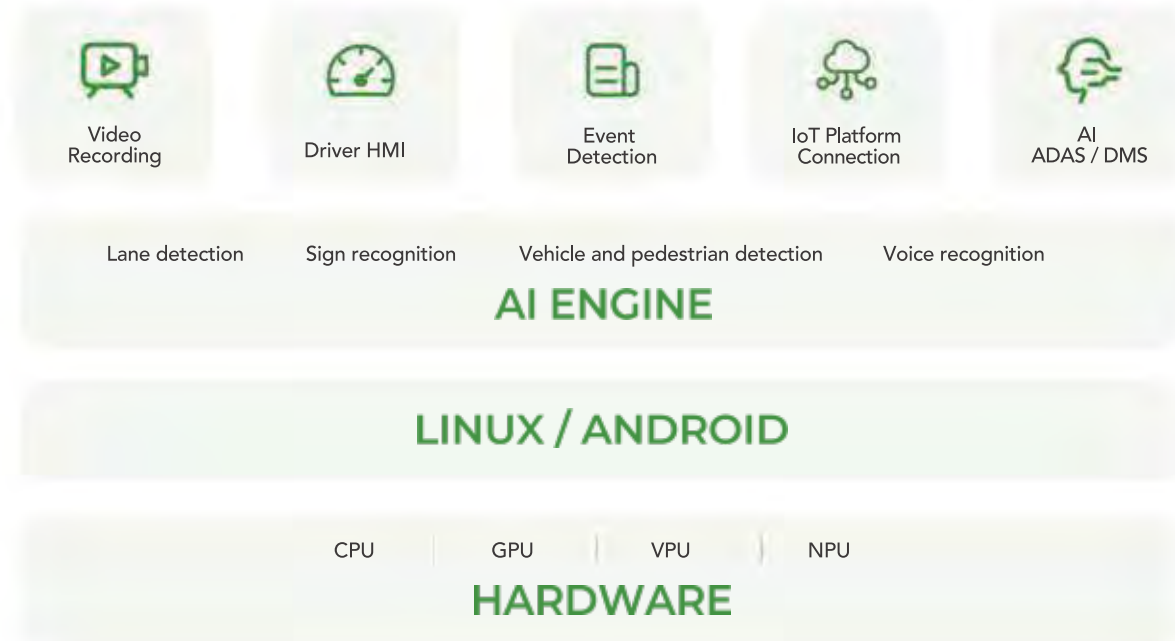 Video
Recording
Driver HMI
Event
Detection
IoT Platform
Connection
AI
ADAS / DMS
Lane detection
Sign recognition
Vehicle and pedestrian detection
Voice recognition
AI ENGINE
LINUX / ANDROID
CPU
GPU
VPU
NPU
HARDWARE